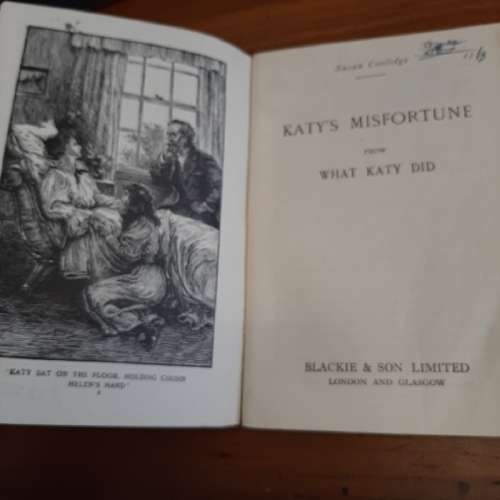 "KATY SAT ON THE FLOOR, HOLDING COUSIN
HELEN'S HAND"
Susan Coolidge
KATY'S MISFORTUNE
FROM
WHAT KATY DID
BLACKIE & SON LIMITED
LONDON AND GLASGOW